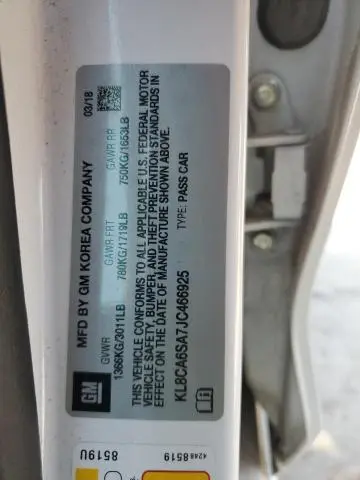 MFD BY GM KOREA COMPANY 03/18
GVWR GAWR FRT GAWR RR
1366KG/3011LB 780KG/1719LB 750KG/1653LB
THIS VEHICLE CONFORMS TO ALL APPLICABLE U.S. FEDERAL MOTOR
VEHICLE SAFETY, BUMPER, AND THEFT PREVENTION STANDARDS IN
EFFECT ON THE DATE OF MANUFACTURE SHOWN ABOVE.
KL8CA6SA7JC466925 TYPE: PASS CAR
GM
4248 8519
8519U